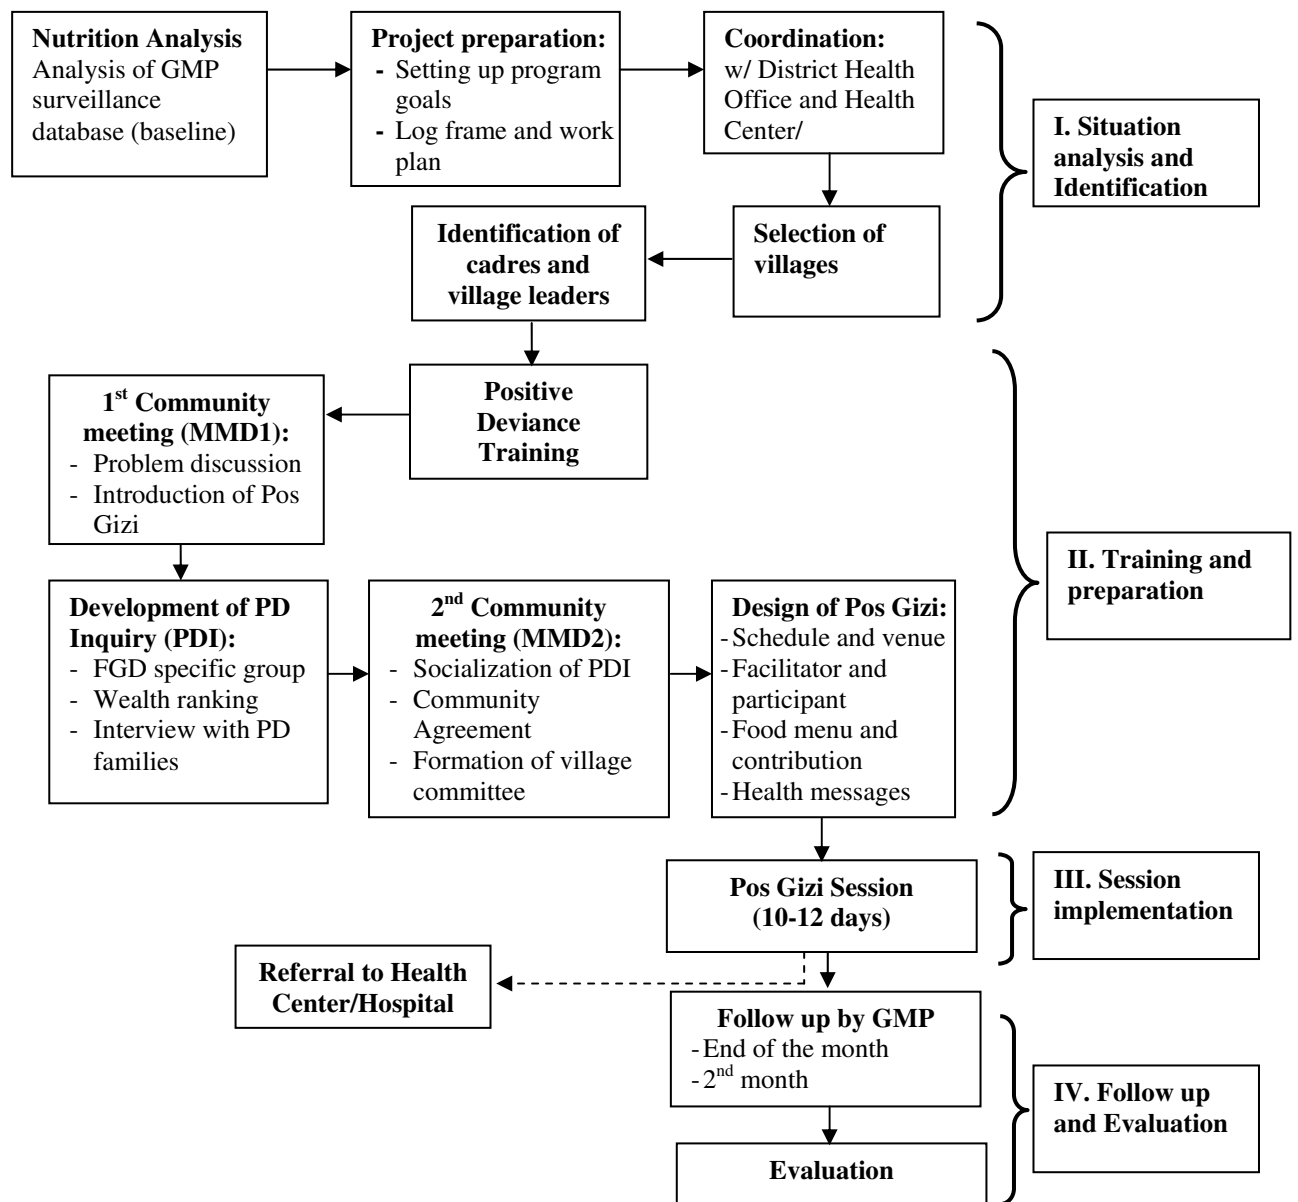 Nutrition Analysis
Analysis of GMP
surveillance
database (baseline)
Project preparation:
- Setting up program
goals
- Log frame and work
plan
Coordination:
w/ District Health
Office and Health
Center/
I. Situation
analysis and
Identification
Identification of
cadres and
village leaders
Selection of
villages
Positive
Deviance
Training
1st Community
meeting (MMD1):
- Problem discussion
- Introduction of Pos
Gizi
II. Training and
preparation
Development of PD
Inquiry (PDI):
- FGD specific group
- Wealth ranking
- Interview with PD
families
2nd Community
meeting (MMD2):
- Socialization of PDI
- Community
Agreement
- Formation of village
committee
Design of Pos Gizi:
- Schedule and venue
- Facilitator and
participant
- Food menu and
contribution
- Health messages
Pos Gizi Session
(10-12 days)
III. Session
implementation
Referral to Health
Center/Hospital
Follow up by GMP
- End of the month
- 2nd month
IV. Follow up
and Evaluation
Evaluation